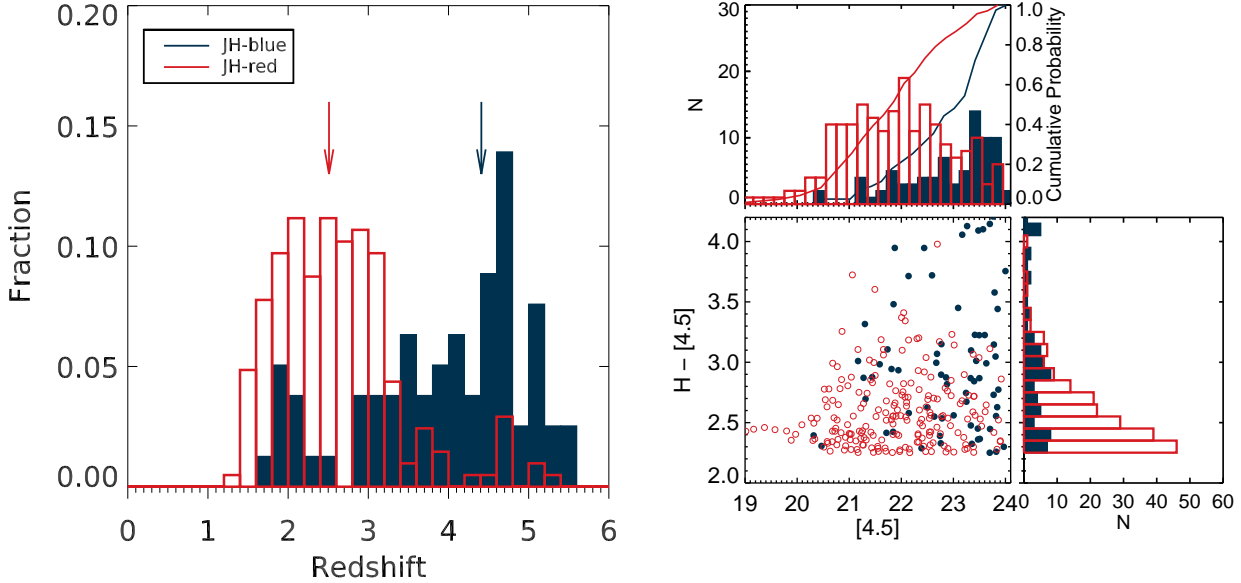 0.20
0.15
0.10
0.05
0.00
Fraction
JH-blue
JH-red
0 1 2 3 4 5 6
Redshift
30
20
10
0
N
1.0
0.8
0.6
0.4
0.2
0.0
Cumulative Probability
4.0
3.5
3.0
2.5
2.0
H – [4.5]
19 20 21 22 23 24
[4.5]
0 10 20 30 40 50 60
N